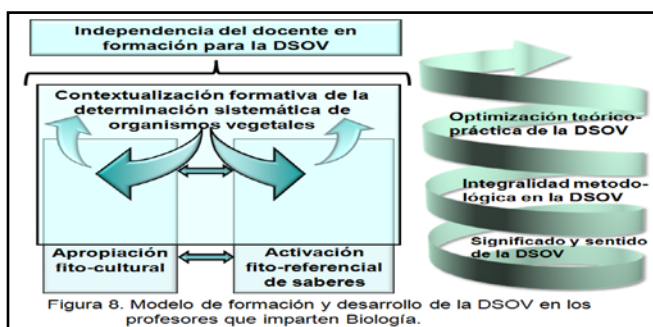 Independencia del docente en
formación para la DSOV
Contextualización formativa de la
determinación sistemática de
organismos vegetales
Apropiación
fito-cultural
Activación
fito-referencial
de saberes
Optimización teórico-
práctica de la DSOV
Integralidad metodo-
lógica en la DSOV
Significado y sentido
de la DSOV
Figura 8. Modelo de formación y desarrollo de la DSOV en los
profesores que imparten Biología.